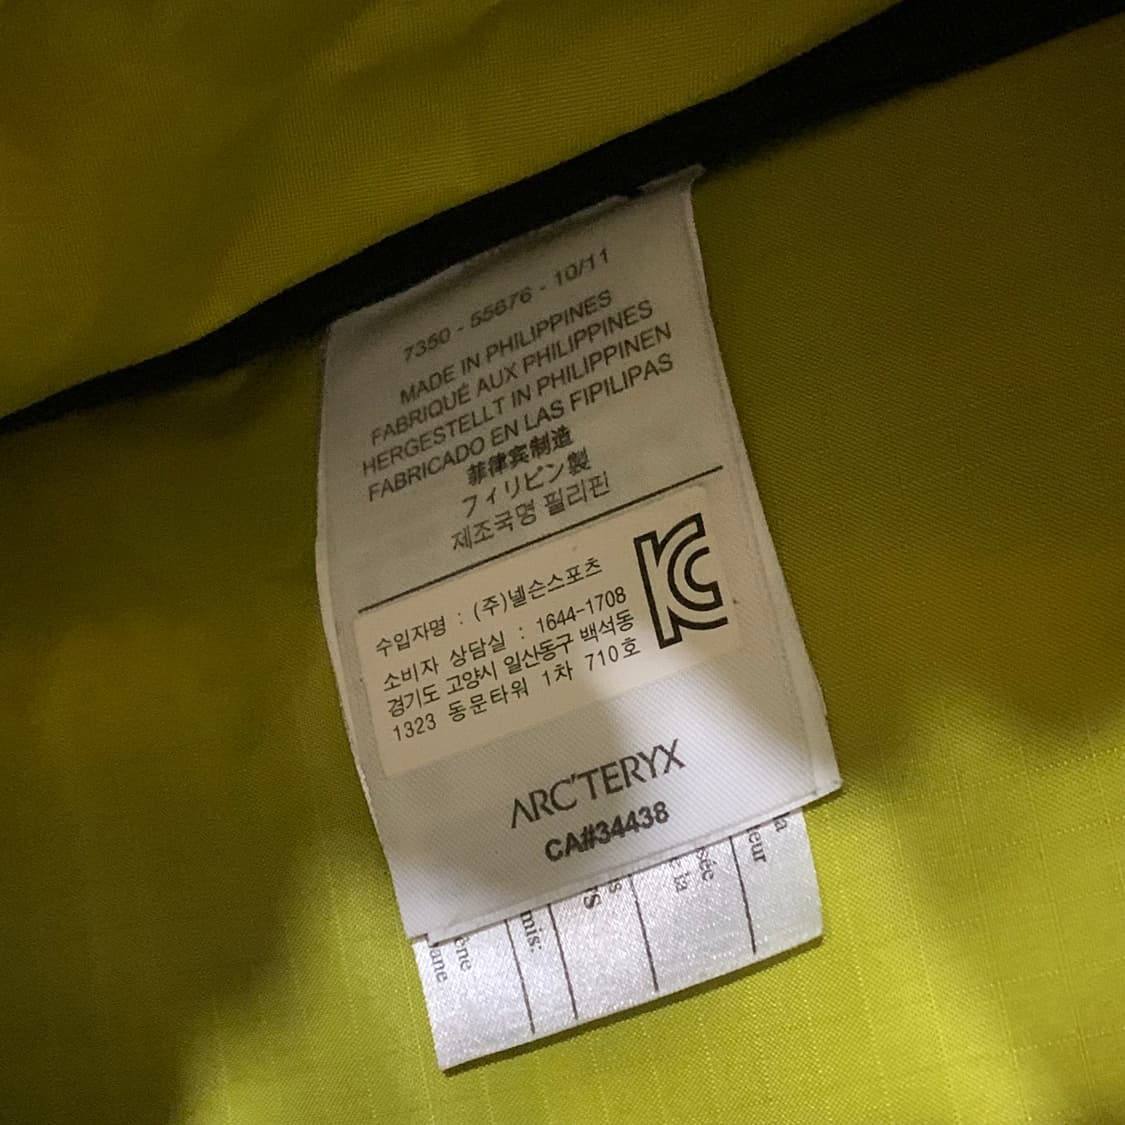 7350 - 55676 - 10/11
MADE IN PHILIPPINES
FABRIQUÉ AUX PHILIPPINES
HERGESTELLT IN PHILIPPINEN
FABRICADO EN LAS FIPILIPAS
菲律宾制造
フィリピン製
제조국명 필리핀
수입자명 : (주)넬슨스포츠
소비자 상담실 : 1644-1708
경기도 고양시 일산동구 백석동
1323 동문타워 1차 710호
ARC'TERYX
CA#34438
mis:
la